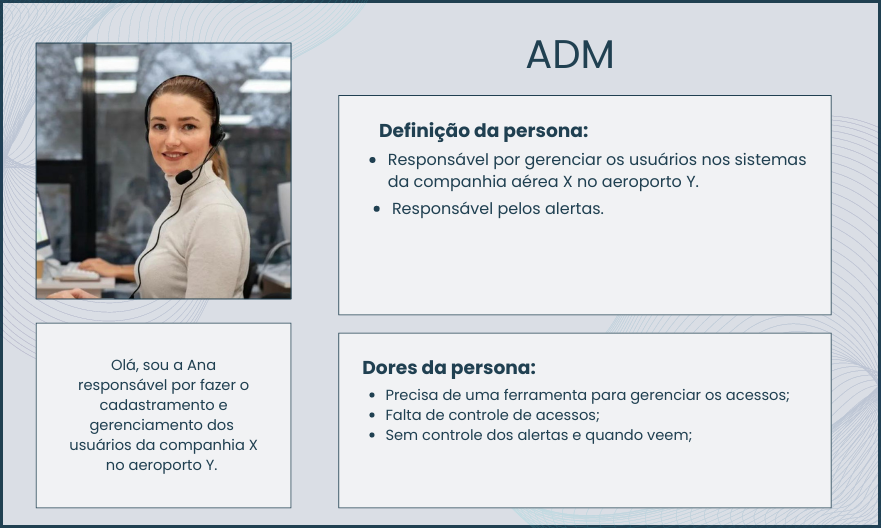 ADM
Definição da persona:
• Responsável por gerenciar os usuários nos sistemas
da companhia aérea X no aeroporto Y.
• Responsável pelos alertas.
Olá, sou a Ana
responsável por fazer o
cadastramento e
gerenciamento dos
usuários da companhia X
no aeroporto Y.
Dores da persona:
• Precisa de uma ferramenta para gerenciar os acessos;
• Falta de controle de acessos;
• Sem controle dos alertas e quando veem;